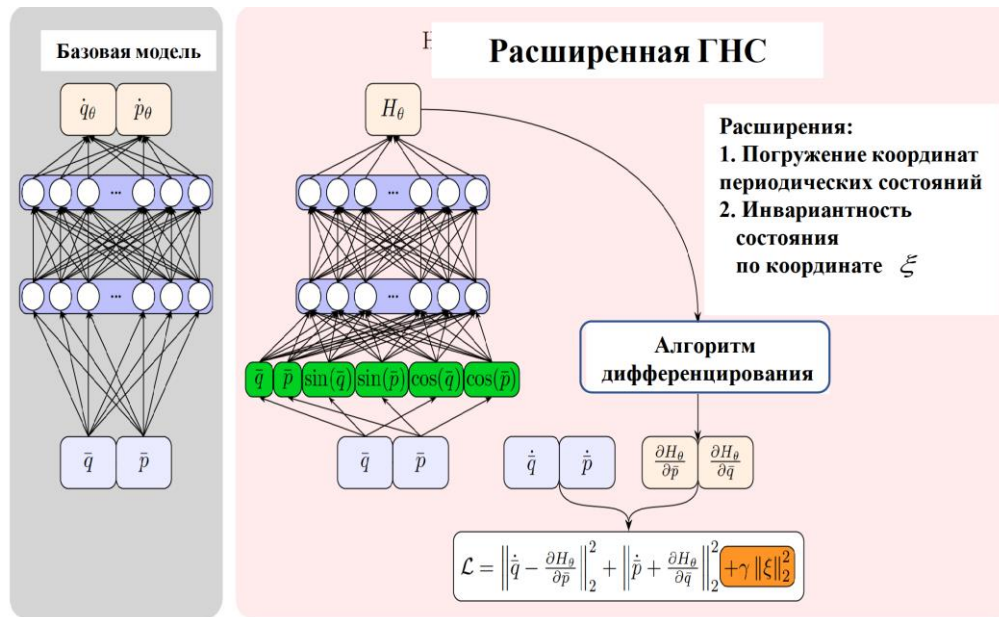 Базовая модель
H
Расширенная ГНС
q̇_θ ṗ_θ
H_θ
Расширения:
1. Погружение координат
периодических состояний
2. Инвариантность
состояния
по координате ξ
...
...
...
...
Алгоритм
дифференцирования
q̄ p̄ sin(q̄) sin(p̄) cos(q̄) cos(p̄)
q̄ p̄
q̄ p̄
q̄̇ p̄̇
∂H_θ/∂p̄ ∂H_θ/∂q̄
ℒ = ‖q̄̇ − ∂H_θ/∂p̄‖₂² + ‖p̄̇ + ∂H_θ/∂q̄‖₂² +γ ‖ξ‖₂²